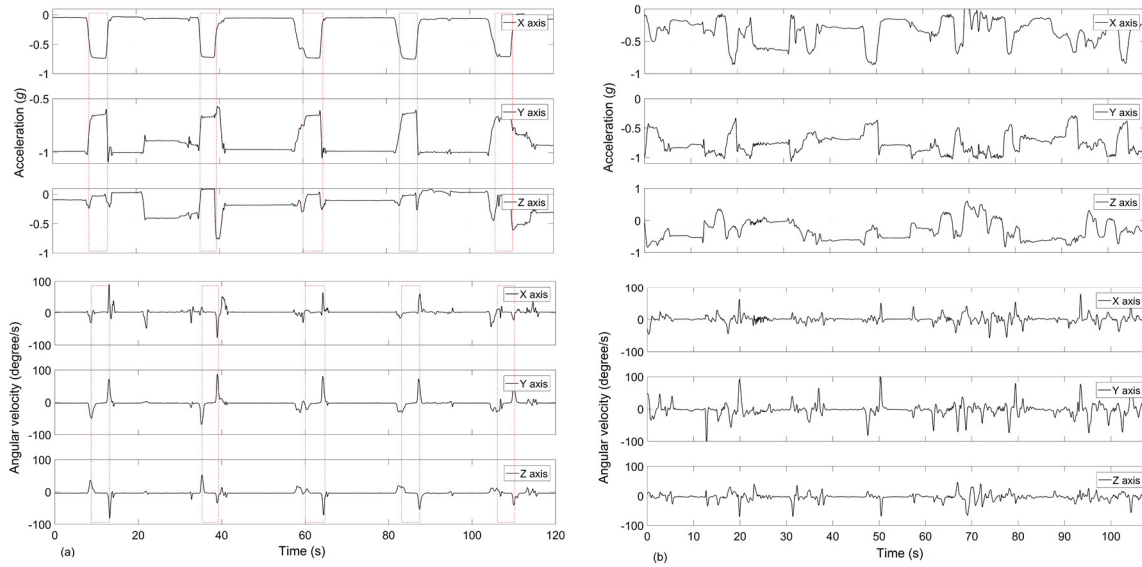 0
-0.5
-1
X axis
-0.5
-1
Y axis
0
-0.5
-1
Z axis
Acceleration (g)
100
0
-100
X axis
100
0
-100
Y axis
100
0
-100
Z axis
Angular velocity (degree/s)
0 20 40 60 80 100 120
(a) Time (s)
0
-0.5
-1
X axis
0
-0.5
-1
Y axis
1
0
-1
Z axis
Acceleration (g)
100
0
-100
X axis
100
0
-100
Y axis
100
0
-100
Z axis
Angular velocity (degree/s)
0 10 20 30 40 50 60 70 80 90 100
(b) Time (s)